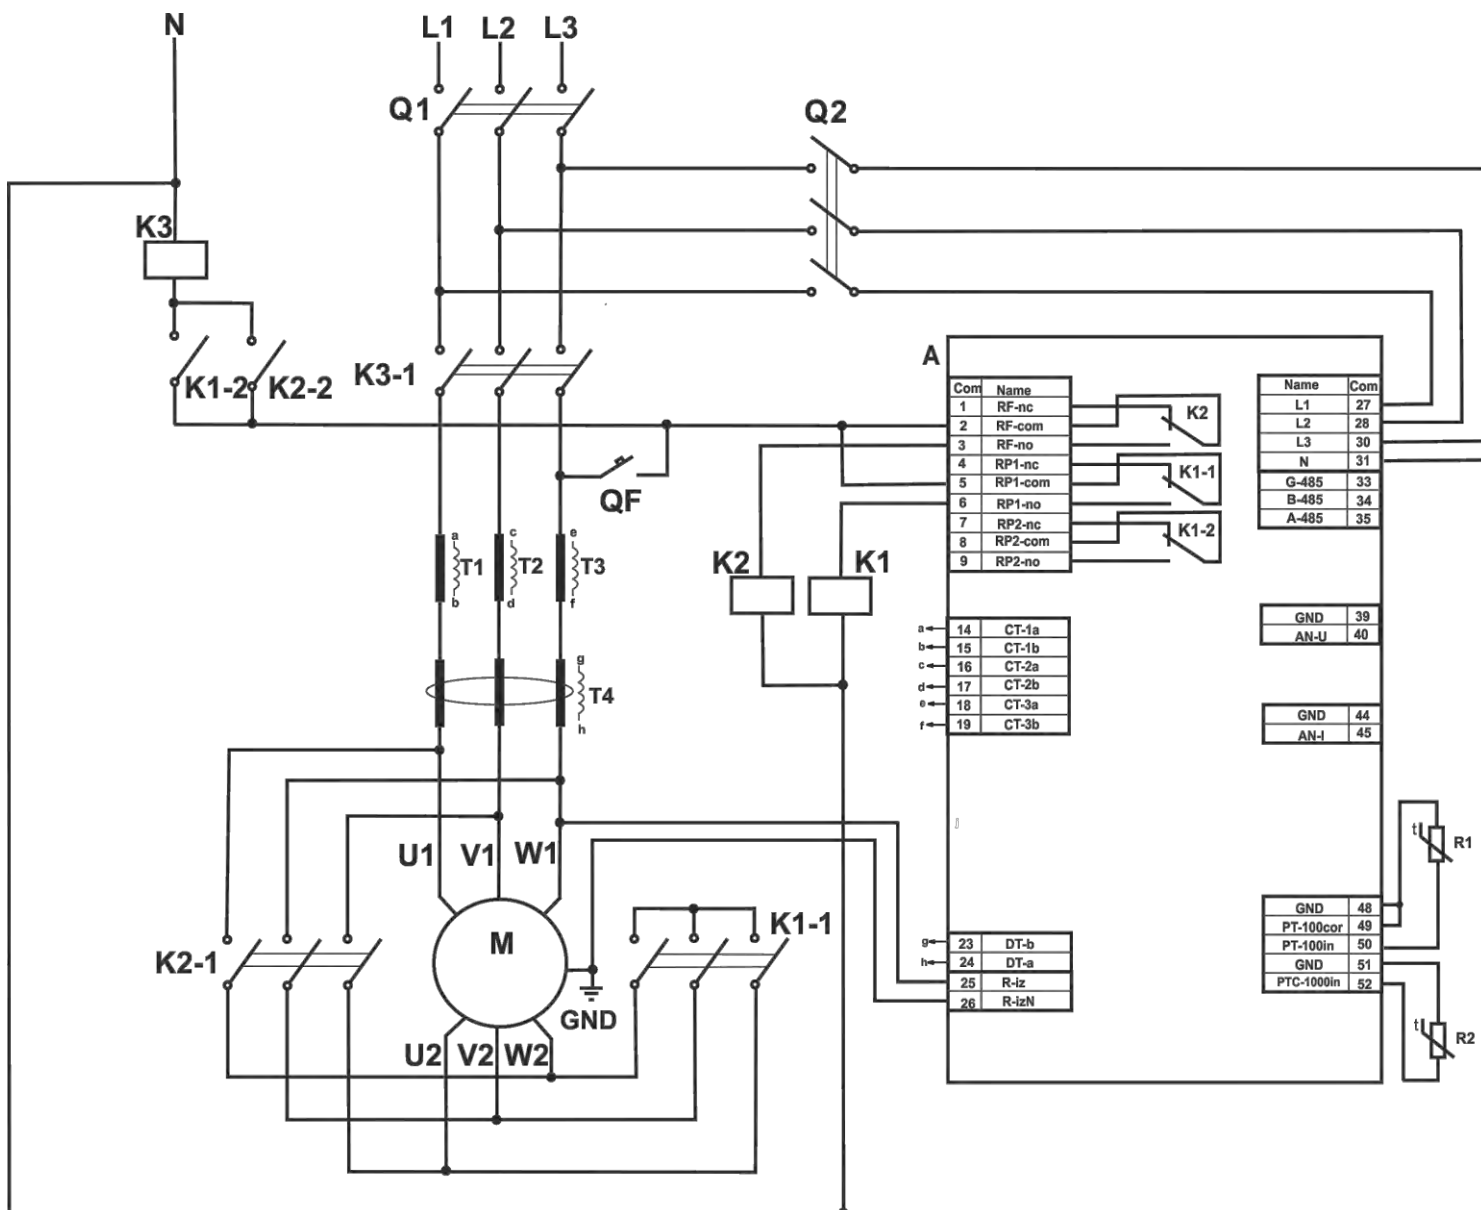 N
L1 L2 L3
Q1
Q2
K3
K3-1
K1-2 K2-2
QF
A
Com Name
1 RF-nc
2 RF-com
3 RF-no
4 RP1-nc
5 RP1-com
6 RP1-no
7 RP2-nc
8 RP2-com
9 RP2-no
K2
K1-1
K1-2
Name Com
L1 27
L2 28
L3 30
N 31
G-485 33
B-485 34
A-485 35
a
T1
b
c
T2
d
e
T3
f
K2 K1
GND 39
AN-U 40
a 14 CT-1a
b 15 CT-1b
c 16 CT-2a
d 17 CT-2b
e 18 CT-3a
f 19 CT-3b
g
T4
h
GND 44
AN-I 45
U1 V1 W1
t R1
M
K2-1
K1-1
GND
U2 V2 W2
g 23 DT-b
h 24 DT-a
25 R-iz
26 R-izN
GND 48
PT-100cor 49
PT-100in 50
GND 51
PTC-1000in 52
t R2